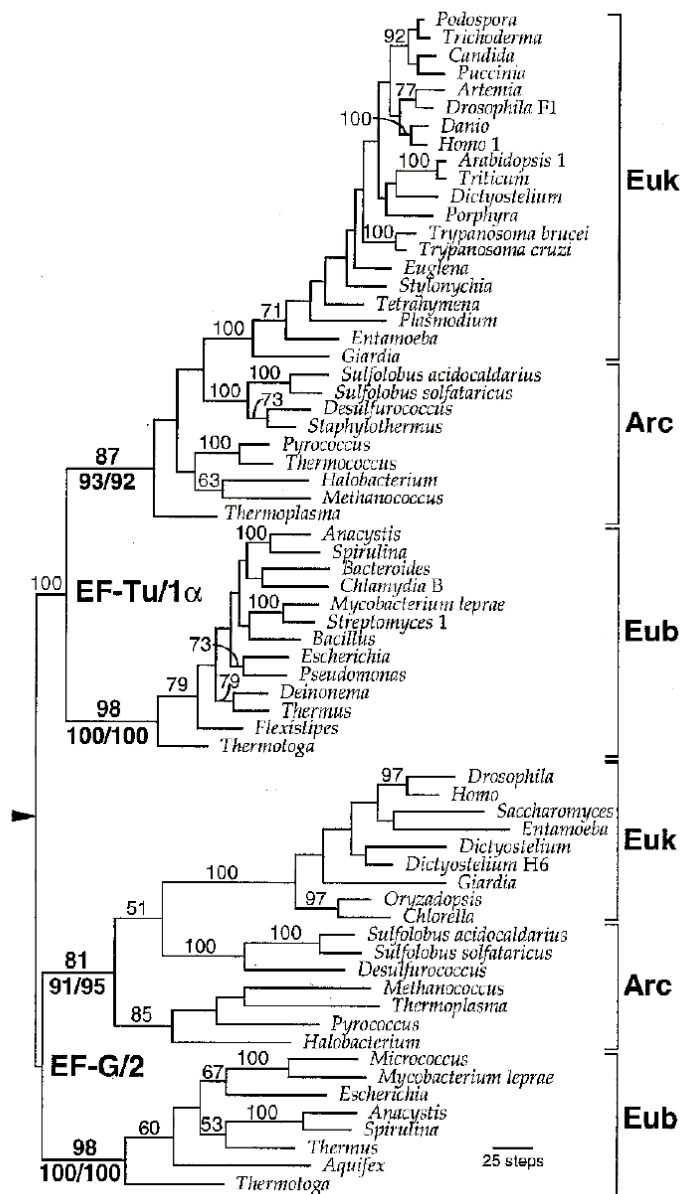 Podospora
92
Trichoderma
Candida
Puccinia
77
Artemia
Drosophila F1
100
Danio
Homo 1
100
Arabidopsis 1
Euk
Triticum
Dictyostelium
Porphyra
100
Trypanosoma brucei
Trypanosoma cruzi
Euglena
Stylonychia
Tetrahymena
71
Plasmodium
100
Entamoeba
Giardia
100
Sulfolobus acidocaldarius
100
Sulfolobus solfataricus
73
Desulfurococcus
Arc
Staphylothermus
100
Pyrococcus
87
Thermococcus
93/92
63
Halobacterium
Methanococcus
Thermoplasma
100
Anacystis
Spirulina
Bacteroides
100
EF-Tu/1α
Chlamydia B
100
Mycobacterium leprae
Streptomyces 1
Eub
73
Bacillus
Escherichia
79
79
Pseudomonas
Deinonema
98
Thermus
100/100
Flexistipes
Thermotoga
97
Drosophila
Homo
Saccharomyces
Entamoeba
Euk
Dictyostelium
100
Dictyostelium H6
Giardia
97
Oryzadopsis
51
Chlorella
100
Sulfolobus acidocaldarius
100
Sulfolobus solfataricus
81
Desulfurococcus
91/95
Methanococcus
Arc
85
Thermoplasma
Pyrococcus
Halobacterium
EF-G/2
100
Micrococcus
67
Mycobacterium leprae
Escherichia
100
Anacystis
Eub
60
53
Spirulina
98
Thermus
100/100
Aquifex
25 steps
Thermotoga